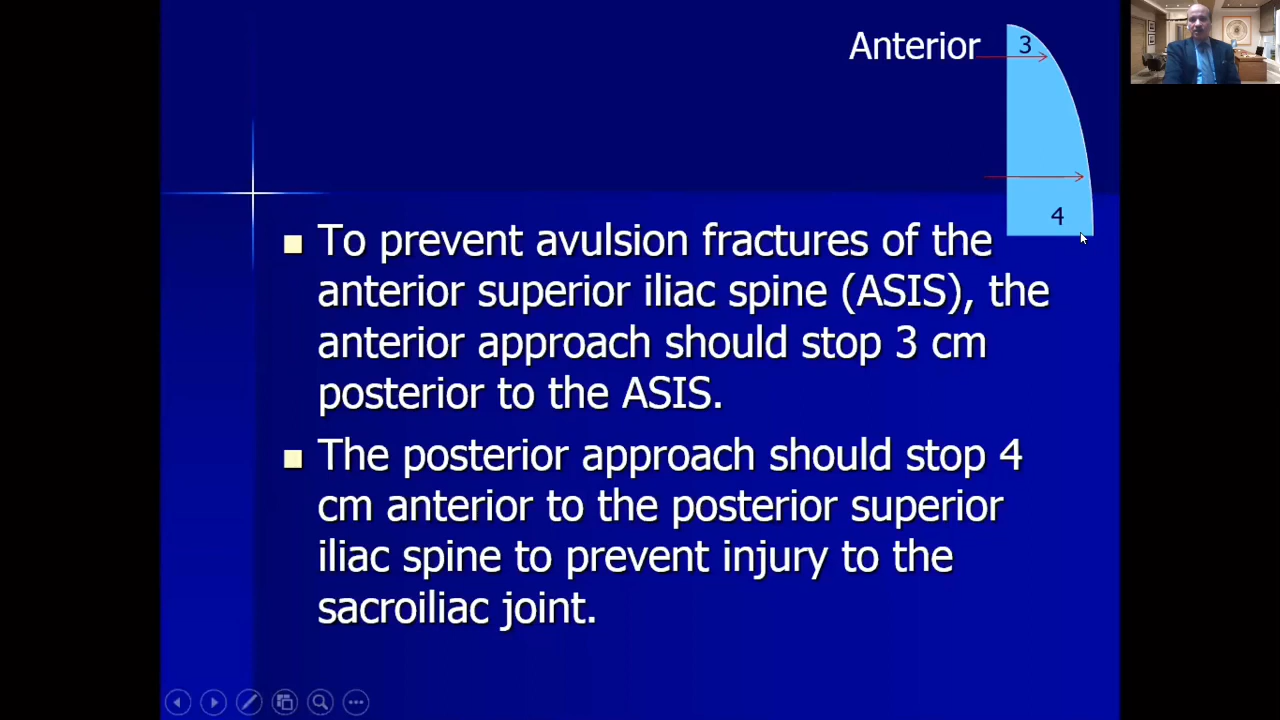 Anterior
3
4
To prevent avulsion fractures of the
anterior superior iliac spine (ASIS), the
anterior approach should stop 3 cm
posterior to the ASIS.
The posterior approach should stop 4
cm anterior to the posterior superior
iliac spine to prevent injury to the
sacroiliac joint.